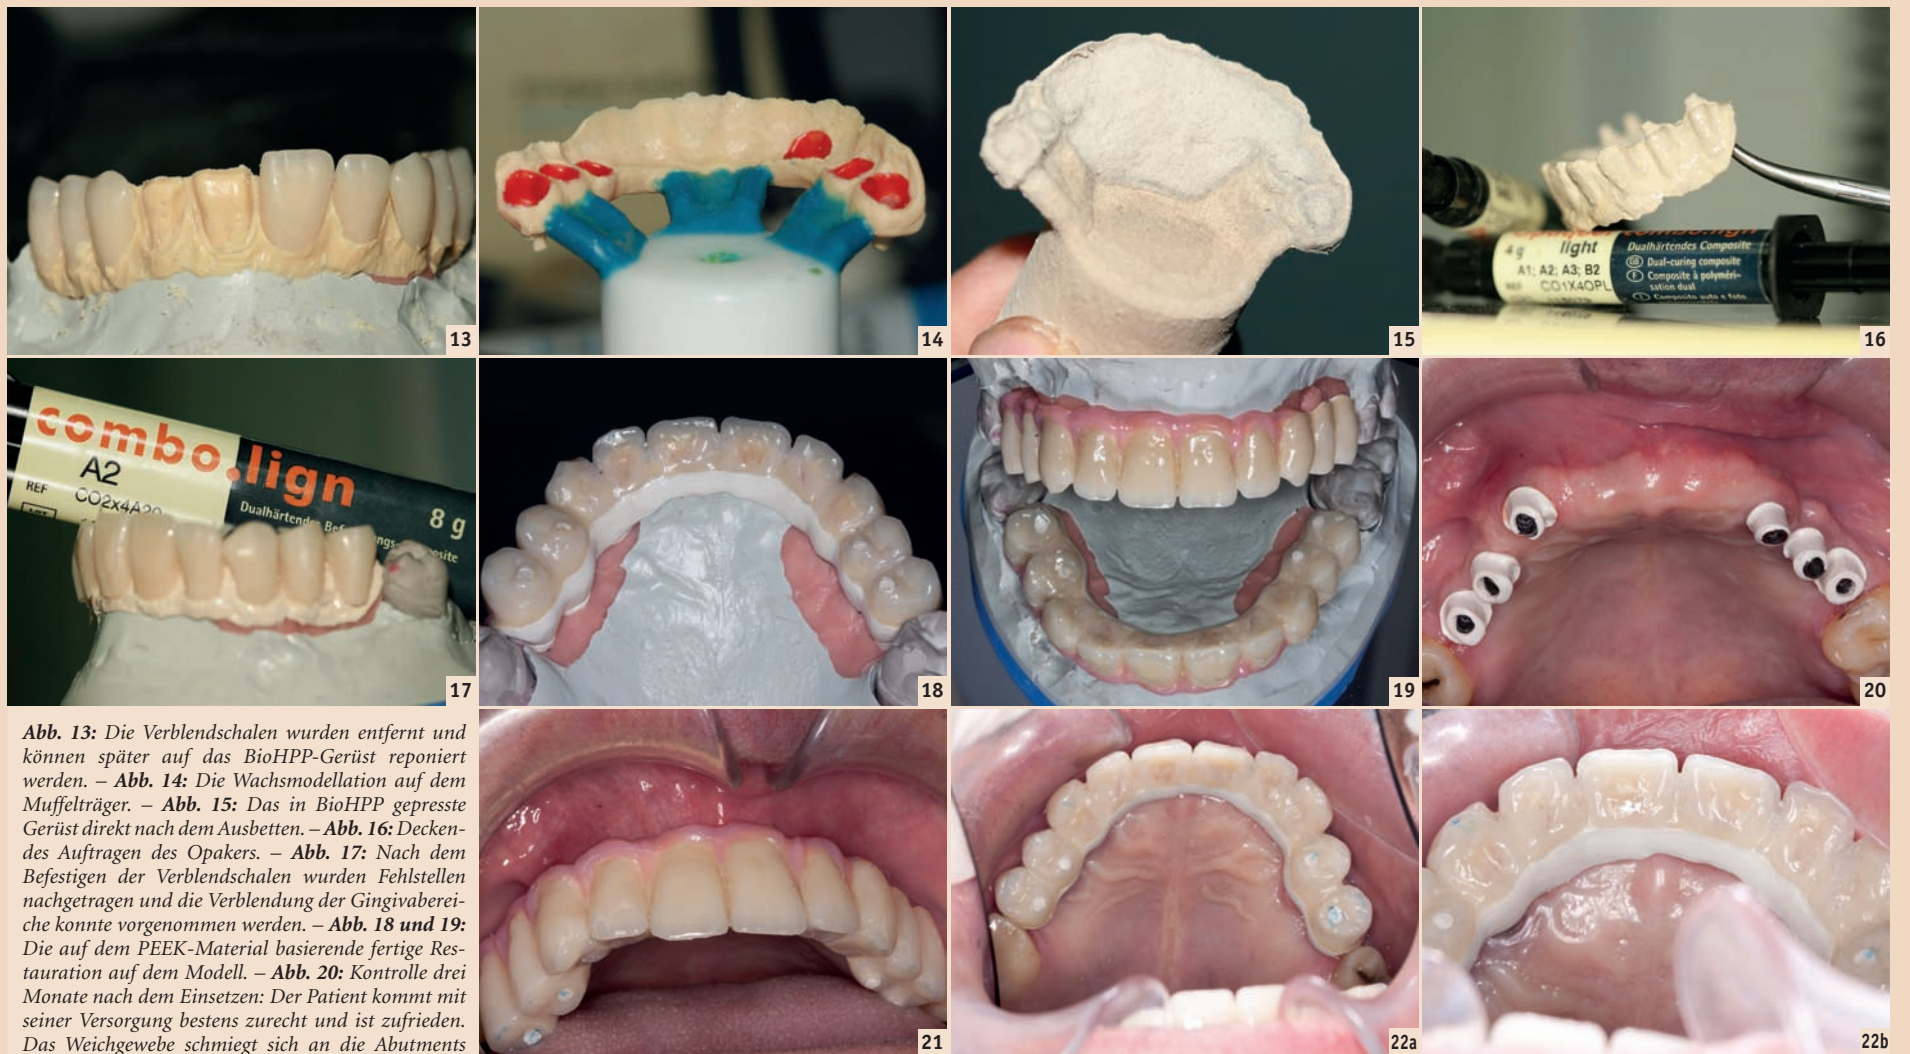 13
14
15
4 g light
Dualhärtendes Composite
A1; A2; A3; B2
Dual-curing composite
REF CO1X4OPL
Composite à polyméri-
sation dual
16
combo.lign
A2
REF
Dualhärtend
8 g
17
18
19
20
Abb. 13: Die Verblendschalen wurden entfernt und
können später auf das BioHPP-Gerüst reponiert
werden. – Abb. 14: Die Wachsmodellation auf dem
Muffelträger. – Abb. 15: Das in BioHPP gepresste
Gerüst direkt nach dem Ausbetten. – Abb. 16: Decken-
des Auftragen des Opakers. – Abb. 17: Nach dem
Befestigen der Verblendschalen wurden Fehlstellen
nachgetragen und die Verblendung der Gingivaberei-
che konnte vorgenommen werden. – Abb. 18 und 19:
Die auf dem PEEK-Material basierende fertige Res-
tauration auf dem Modell. – Abb. 20: Kontrolle drei
Monate nach dem Einsetzen: Der Patient kommt mit
seiner Versorgung bestens zurecht und ist zufrieden.
Das Weichgewebe schmiegt sich an die Abutments
21
22a
22b